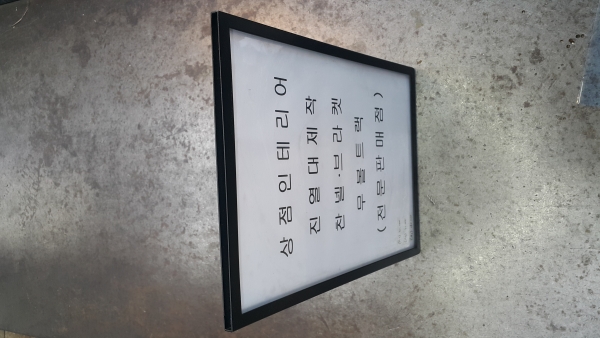 상점인테리어
진열대제작
찬넬·브라켓
무볼트랙
(전문판매점)